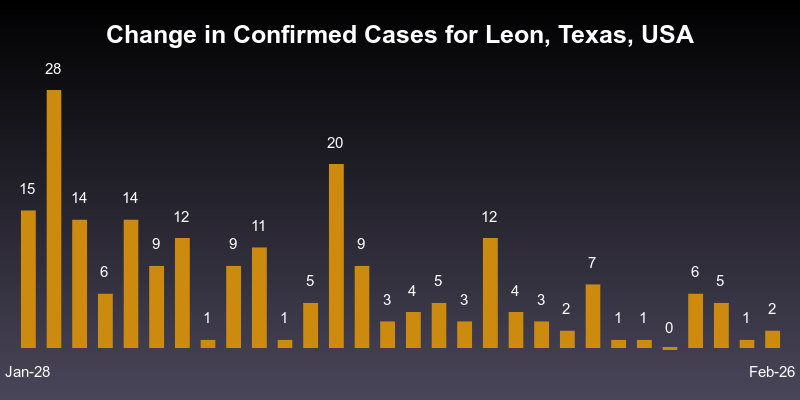 Change in Confirmed Cases for Leon, Texas, USA
15 28 14 6 14 9 12 1 9 11 1 5 20 9 3 4 5 3 12 4 3 2 7 1 1 0 6 5 1 2
Jan-28 Feb-26